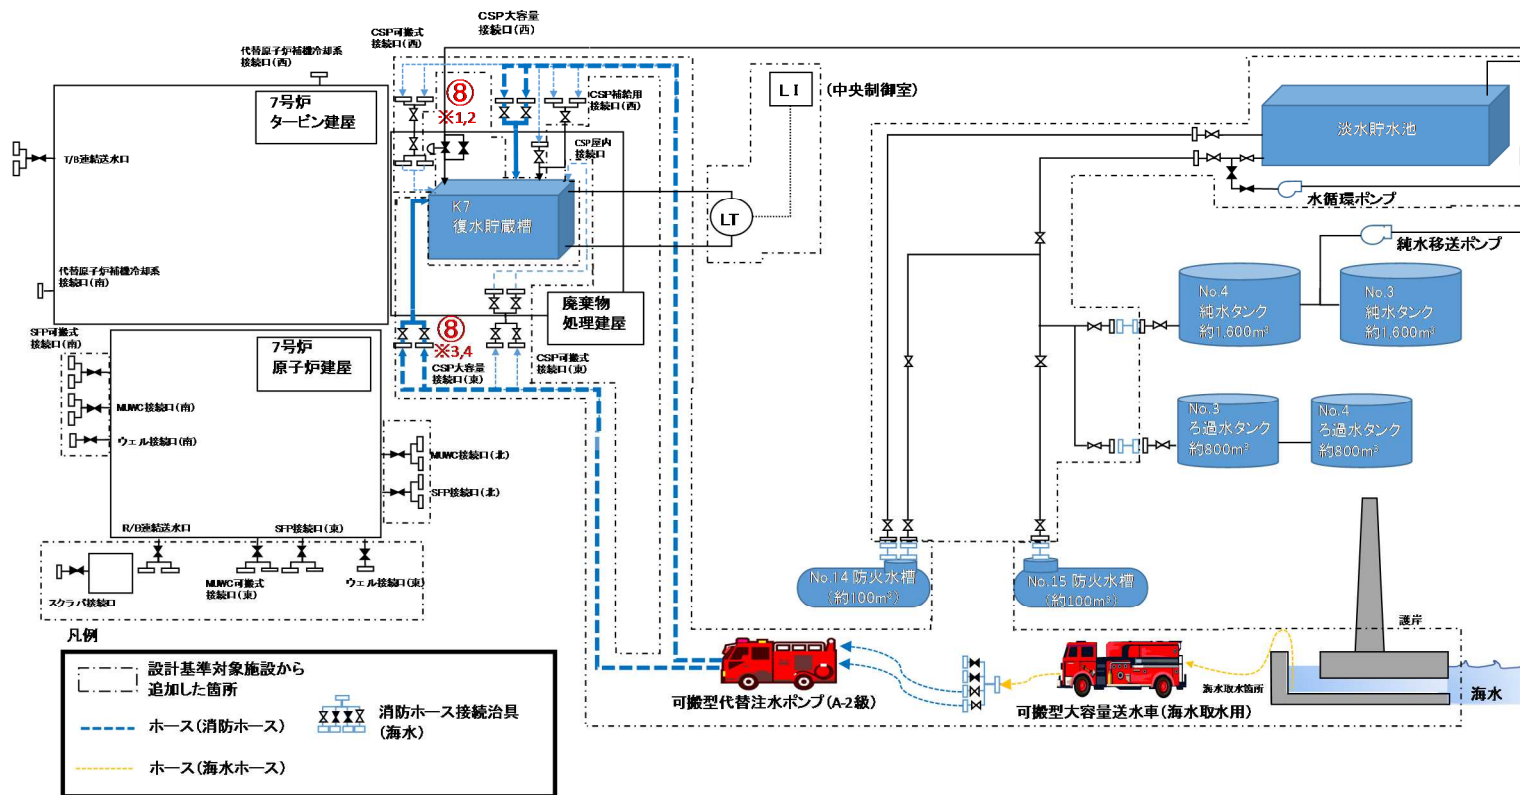 CSP大容量
接続口(西)
CSP可搬式
接続口(西)
代替原子炉補機冷却系
接続口(西)
7号炉
タービン建屋
⑧
※1,2
CSP補給用
接続口(西)
LI
(中央制御室)
淡水貯水池
T/B連結送水口
CSP屋内
接続口
K7
復水貯蔵槽
LT
水循環ポンプ
純水移送ポンプ
代替原子炉補機冷却系
接続口(南)
No.4
純水タンク
約1,600m³
No.3
純水タンク
約1,600m³
廃棄物
処理建屋
SFP可搬式
接続口(南)
7号炉
原子炉建屋
⑧
※3,4
CSP大容量
接続口(東)
CSP可搬式
接続口(東)
MUWC接続口(南)
ウェル接続口(南)
No.3
ろ過水タンク
約800m³
No.4
ろ過水タンク
約800m³
MUWC接続口(北)
SFP接続口(北)
R/B連結送水口
SFP接続口(東)
MUWC可搬式
接続口(東)
ウェル接続口(東)
スクラバ接続口
No.14 防火水槽
(約100m³)
No.15 防火水槽
(約100m³)
護岸
凡例
設計基準対象施設から
追加した箇所
ホース(消防ホース)
消防ホース接続治具
(海水)
ホース(海水ホース)
可搬型代替注水ポンプ(A-2級)
可搬型大容量送水車(海水取水用)
海水取水箇所
海水